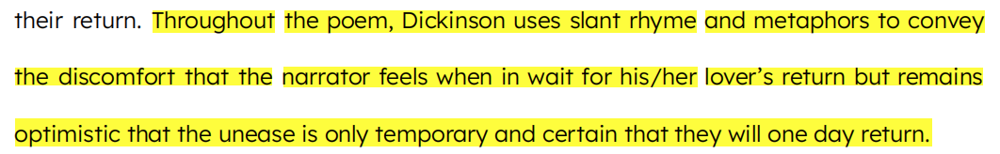 their return. Throughout the poem, Dickinson uses slant rhyme and metaphors to convey
the discomfort that the narrator feels when in wait for his/her lover’s return but remains
optimistic that the unease is only temporary and certain that they will one day return.